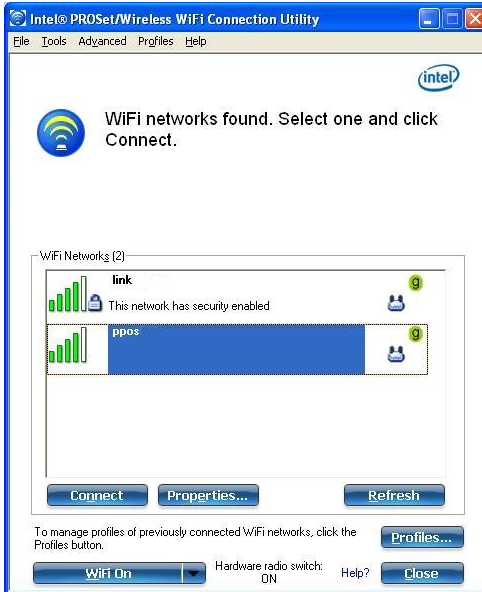 Intel® PROSet/Wireless WiFi Connection Utility
File Tools Advanced Profiles Help
intel
WiFi networks found. Select one and click
Connect.
WiFi Networks (2)
link
g
This network has security enabled
ppos
g
Connect
Properties...
Refresh
To manage profiles of previously connected WiFi networks, click the
Profiles button.
Profiles...
WiFi On
Hardware radio switch:
ON
Help?
Close